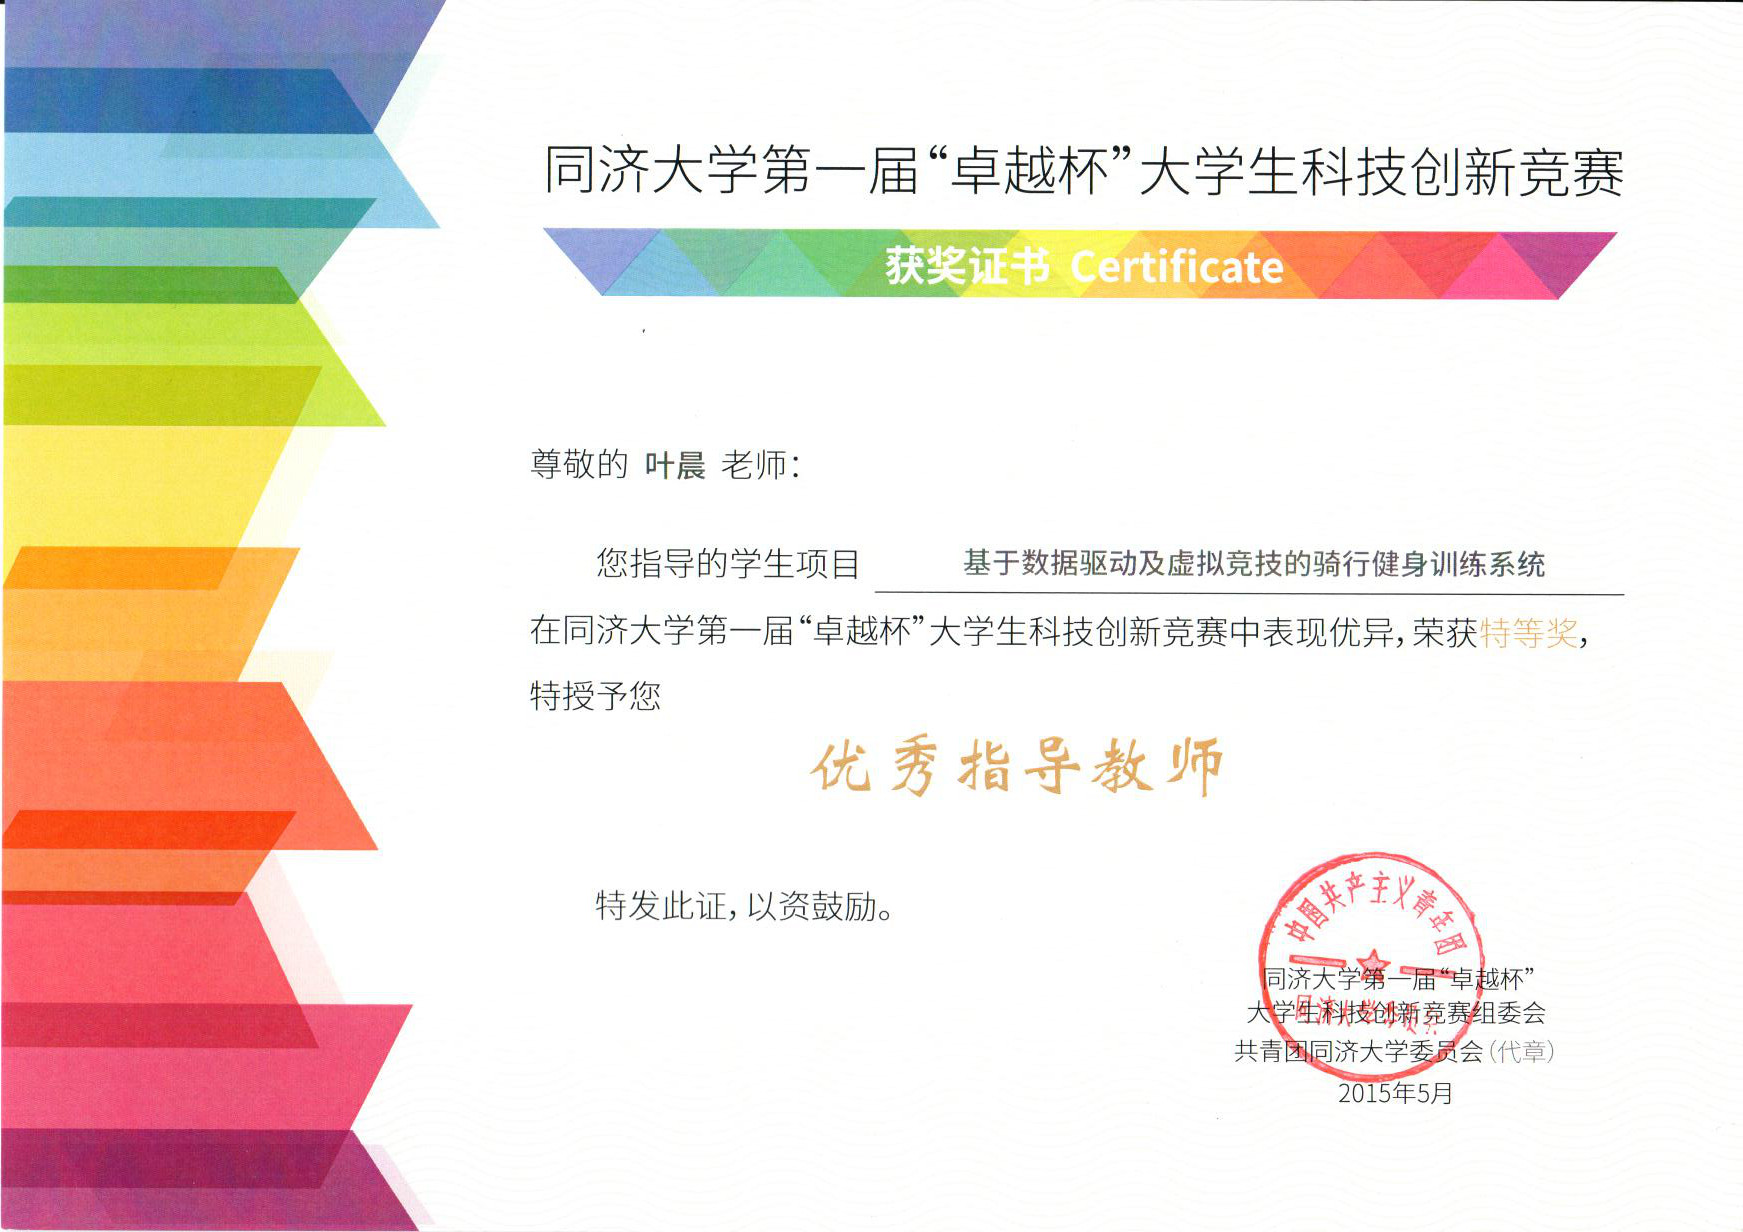 同济大学第一届“卓越杯”大学生科技创新竞赛
获奖证书 Certificate
尊敬的 叶晨 老师：
您指导的学生项目 基于数据驱动及虚拟竞技的骑行健身训练系统
在同济大学第一届“卓越杯”大学生科技创新竞赛中表现优异，荣获特等奖，
特授予您
优秀指导教师
特发此证，以资鼓励。
中国共产主义青年团
同济大学第一届“卓越杯”
大学生科技创新竞赛组委会
共青团同济大学委员会（代章）
2015年5月